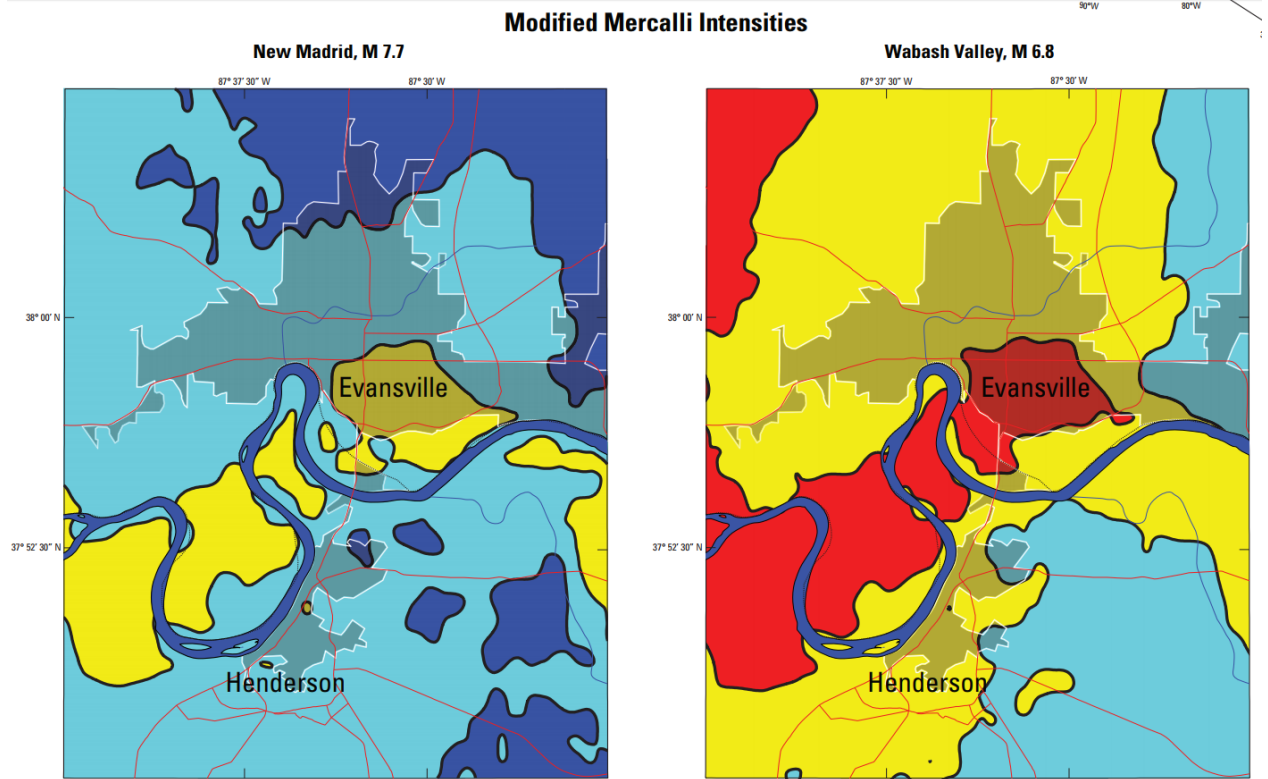 90°W 80°W
Modified Mercalli Intensities
New Madrid, M 7.7
Wabash Valley, M 6.8
87° 37' 30" W 87° 30' W
87° 37' 30" W 87° 30' W
38° 00' N
38° 00' N
Evansville
Evansville
37° 52' 30" N
37° 52' 30" N
Henderson
Henderson